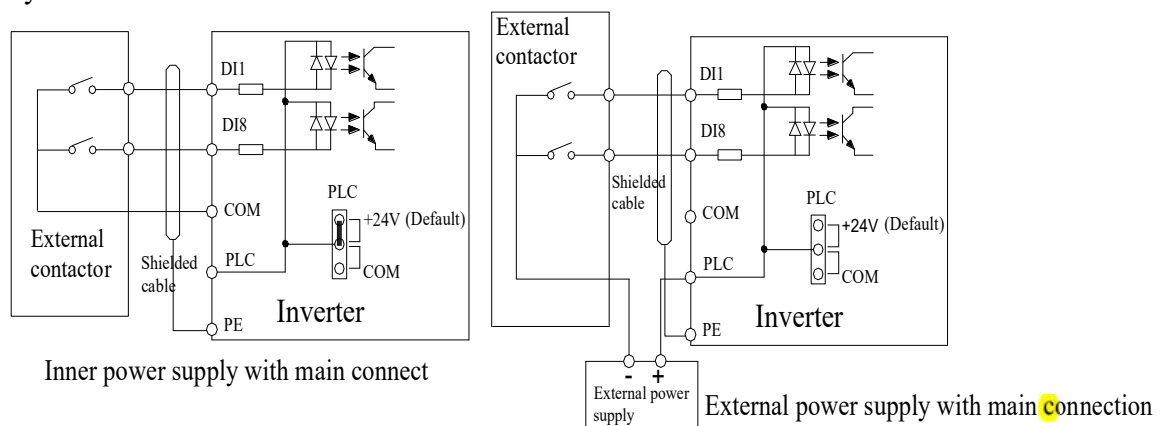 External
contactor
DI1
DI8
COM
PLC
PE
Shielded
cable
PLC
+24V (Default)
COM
Inverter
Inner power supply with main connect
External
contactor
DI1
DI8
COM
PLC
PE
Shielded
cable
PLC
+24V (Default)
COM
Inverter
- +
External power
supply
External power supply with main connection